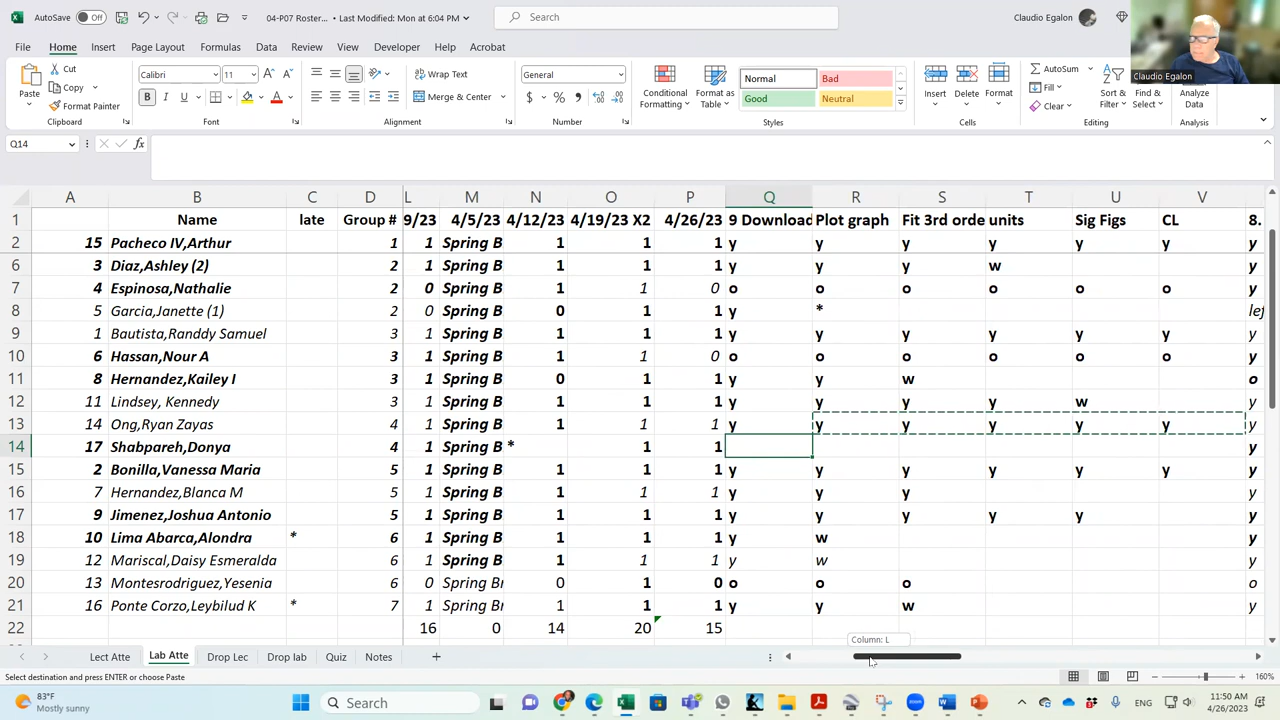 AutoSave Off 04-P07 Roster... • Last Modified: Mon at 6:04 PM Search Claudio Egalon
File Home Insert Page Layout Formulas Data Review View Developer Help Acrobat
Claudio Egalon
Paste Cut Copy Format Painter Clipboard
Calibri 11 B I U A Font
Wrap Text Merge & Center Alignment
General $ % Number
Conditional Formatting Format as Table Normal Bad Good Neutral Styles
Insert Delete Format Cells
AutoSum Fill Clear Sort & Filter Find & Select Editing
Analyze Data Analysis
Q14 fx
A B C D L M N O P Q R S T U V
1 Name late Group # 9/23 4/5/23 4/12/23 4/19/23 X2 4/26/23 9 Download Plot graph Fit 3rd orde units Sig Figs CL 8.
2 15 Pacheco IV,Arthur 1 1 Spring B 1 1 1 y y y y y y y
6 3 Diaz,Ashley (2) 2 1 Spring B 1 1 1 y y y w y
7 4 Espinosa,Nathalie 2 0 Spring B 1 1 0 o o o o o o y
8 5 Garcia,Janette (1) 2 0 Spring B 0 1 1 y * lef
9 1 Bautista,Randdy Samuel 3 1 Spring B 1 1 1 y y y y y y y
10 6 Hassan,Nour A 3 1 Spring B 1 1 0 o o o o o o y
11 8 Hernandez,Kailey I 3 1 Spring B 0 1 1 y y w o
12 11 Lindsey, Kennedy 3 1 Spring B 1 1 1 y y y y w y
13 14 Ong,Ryan Zayas 4 1 Spring B 1 1 1 y y y y y y y
14 17 Shabpareh,Donya 4 1 Spring B * 1 1 y
15 2 Bonilla,Vanessa Maria 5 1 Spring B 1 1 1 y y y y y y y
16 7 Hernandez,Blanca M 5 1 Spring B 1 1 1 y y y y
17 9 Jimenez,Joshua Antonio 5 1 Spring B 1 1 1 y y y y y y
18 10 Lima Abarca,Alondra * 6 1 Spring B 1 1 1 y w y
19 12 Mariscal,Daisy Esmeralda 6 1 Spring B 1 1 1 y w y
20 13 Montesrodriguez,Yesenia 6 0 Spring Br 0 1 0 o o o o
21 16 Ponte Corzo,Leybilud K * 7 1 Spring Br 1 1 1 y y w y
22 16 0 14 20 15
Column: L
Lect Atte Lab Atte Drop Lec Drop lab Quiz Notes +
Select destination and press ENTER or choose Paste 160%
83°F
Mostly sunny
Search
ENG
11:50 AM
4/26/2023